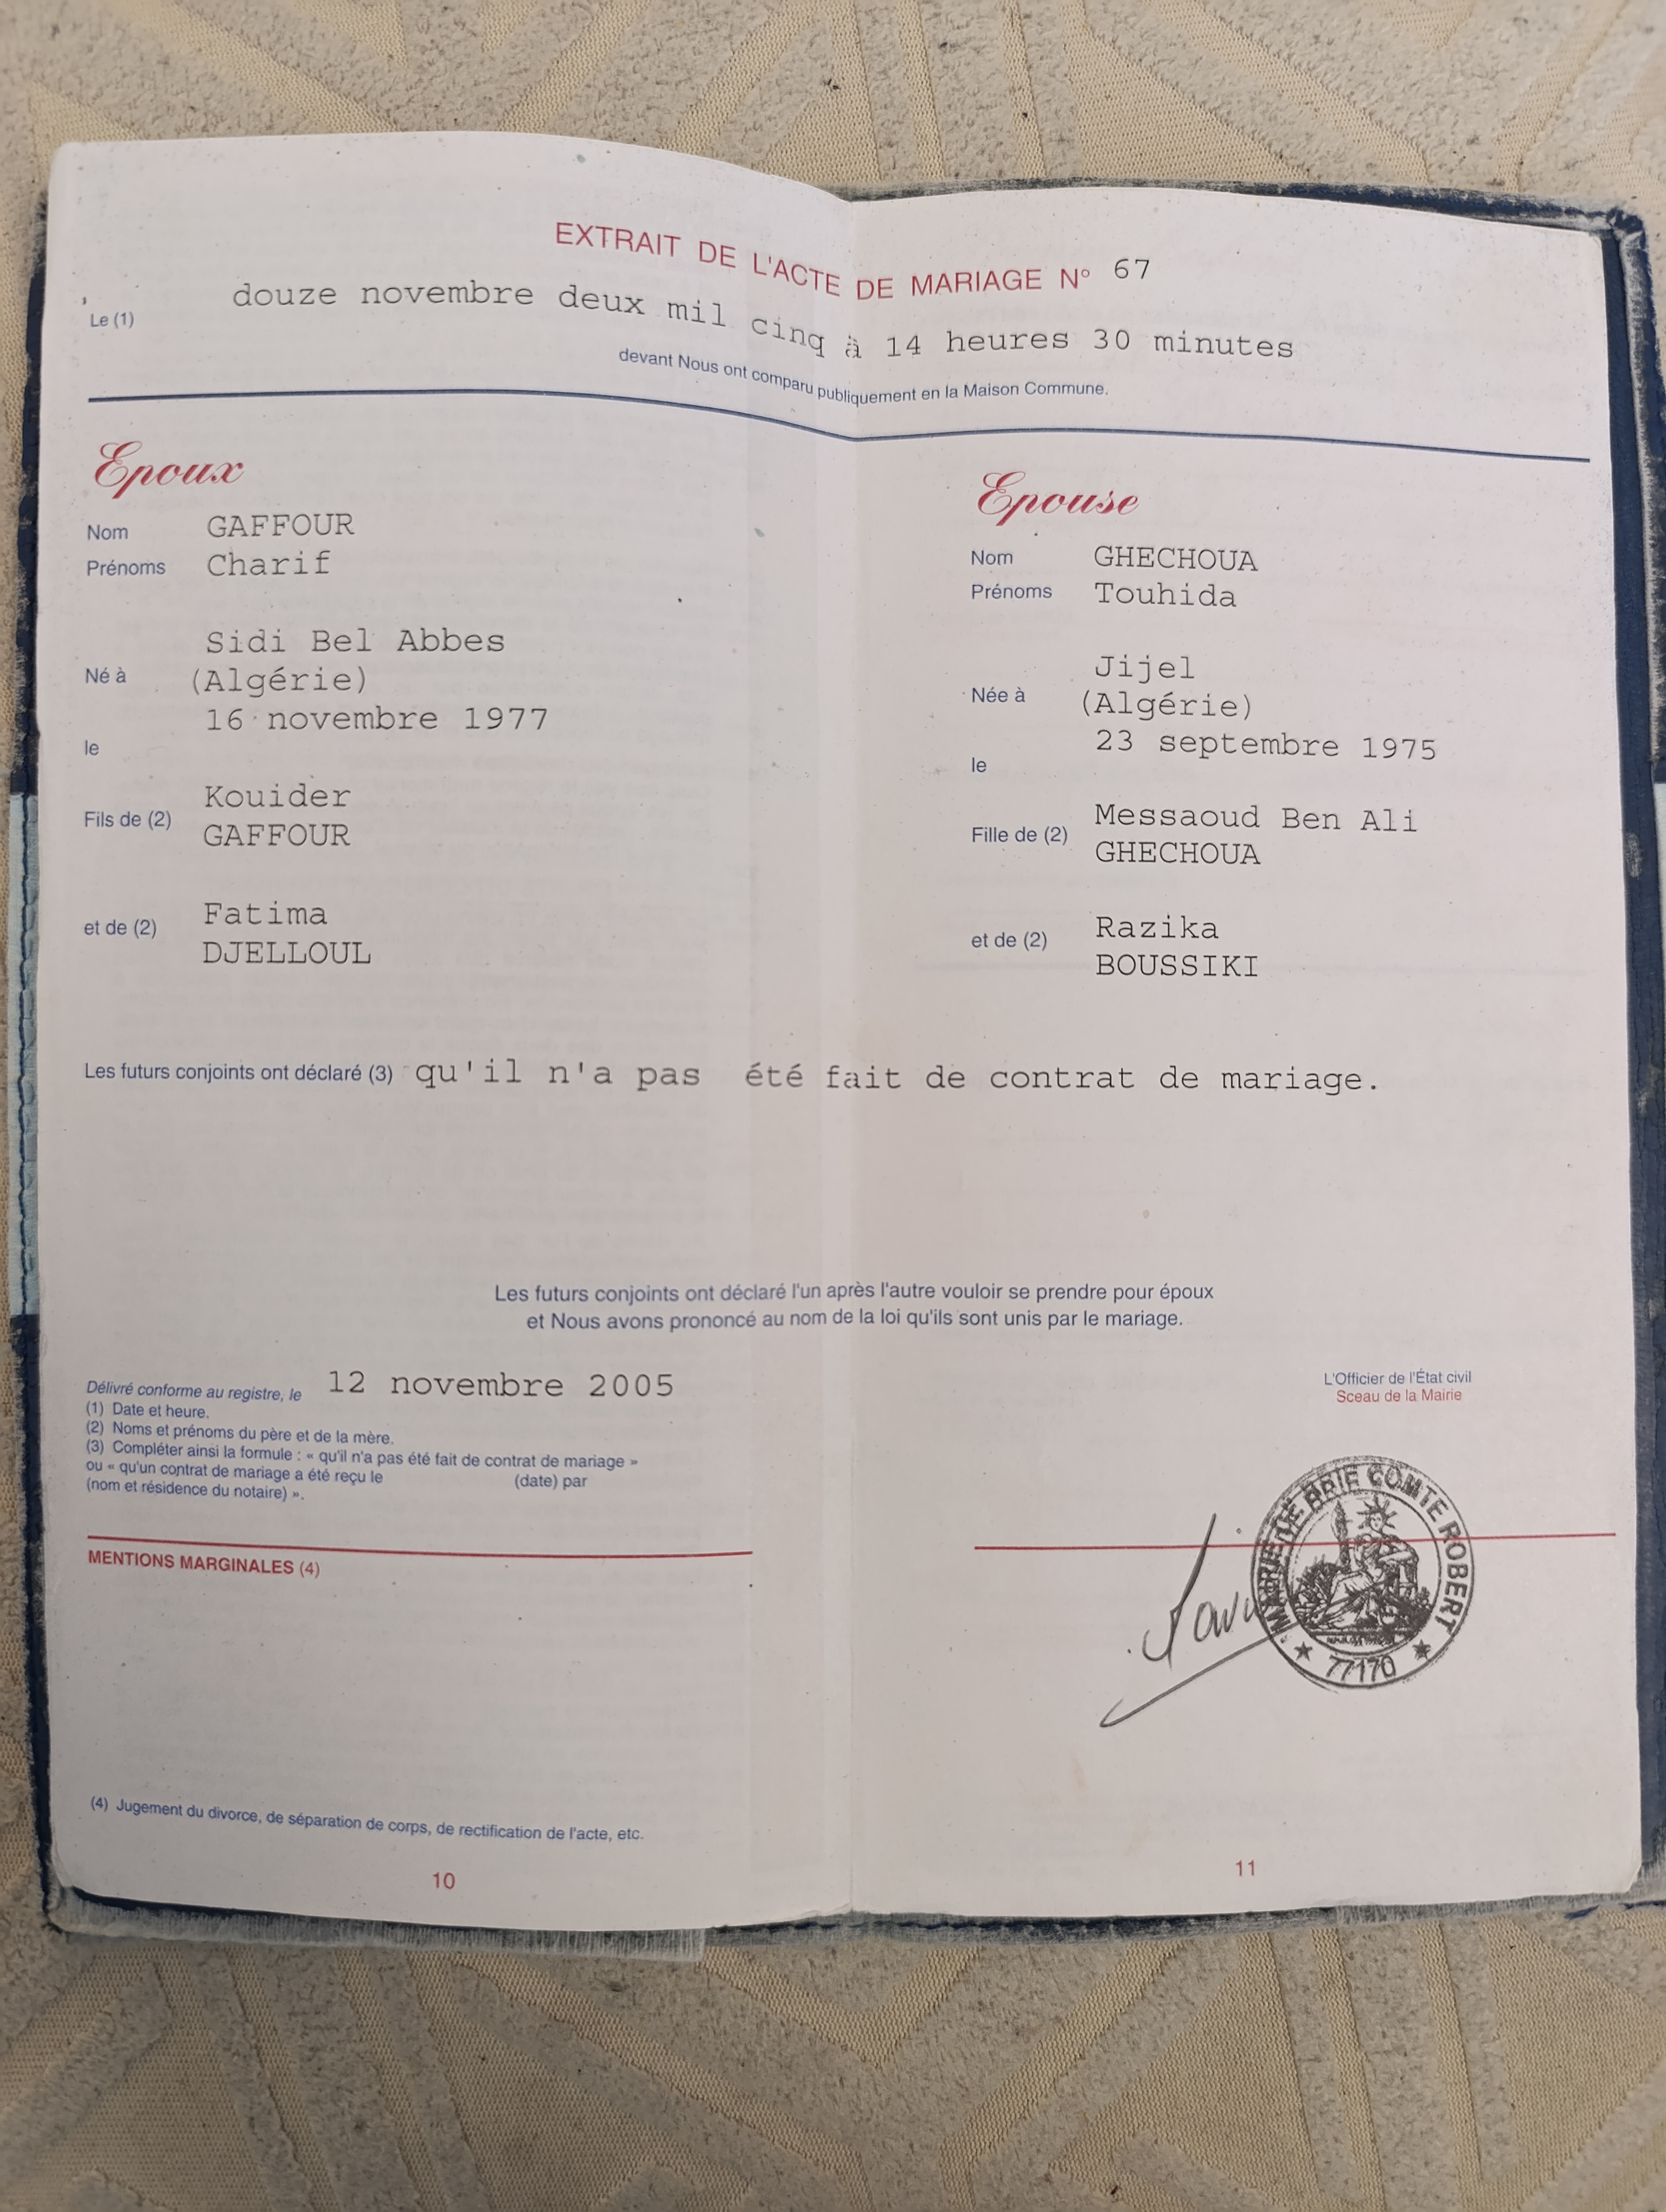 EXTRAIT DE L'ACTE DE MARIAGE N° 67
Le (1) douze novembre deux mil cinq à 14 heures 30 minutes
devant Nous ont comparu publiquement en la Maison Commune.
Epoux
Nom GAFFOUR
Prénoms Charif
Sidi Bel Abbes
Né à (Algérie)
16 novembre 1977
le
Kouider
Fils de (2)
GAFFOUR
Fatima
et de (2)
DJELLOUL
Epouse
Nom GHECHOUA
Prénoms Touhida
Jijel
Née à (Algérie)
23 septembre 1975
le
Messaoud Ben Ali
Fille de (2)
GHECHOUA
Razika
et de (2)
BOUSSIKI
Les futurs conjoints ont déclaré (3) qu'il n'a pas été fait de contrat de mariage.
Les futurs conjoints ont déclaré l'un après l'autre vouloir se prendre pour époux
et Nous avons prononcé au nom de la loi qu'ils sont unis par le mariage.
Délivré conforme au registre, le 12 novembre 2005
(1) Date et heure.
(2) Noms et prénoms du père et de la mère.
(3) Compléter ainsi la formule : « qu'il n'a pas été fait de contrat de mariage »
ou « qu'un contrat de mariage a été reçu le (date) par
(nom et résidence du notaire) ».
L'Officier de l'État civil
Sceau de la Mairie
MAIRIE DE BRIE COMTE ROBERT
77170
MENTIONS MARGINALES (4)
(4) Jugement du divorce, de séparation de corps, de rectification de l'acte, etc.
10
11